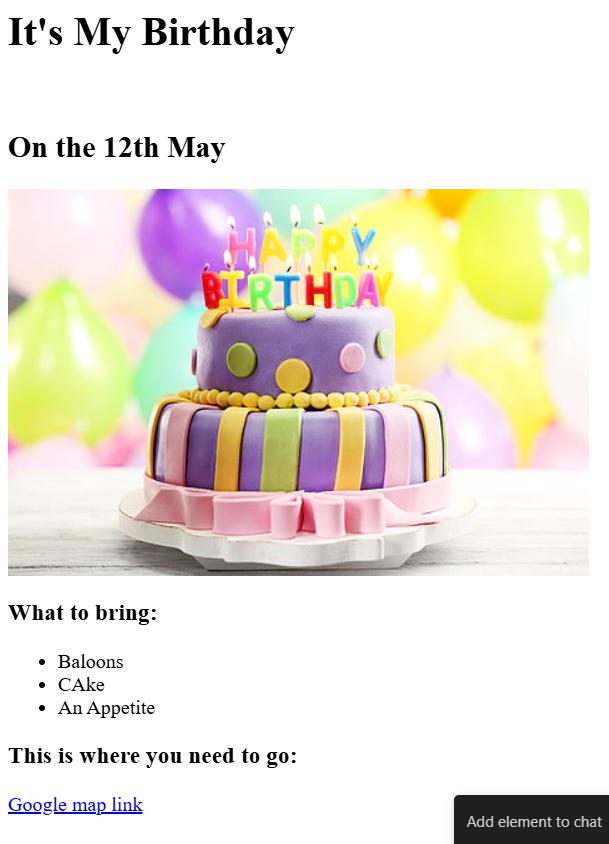 It's My Birthday
On the 12th May
HAPPY
BIRTHDAY
What to bring:
Baloons
CAke
An Appetite
This is where you need to go:
Google map link
Add element to chat